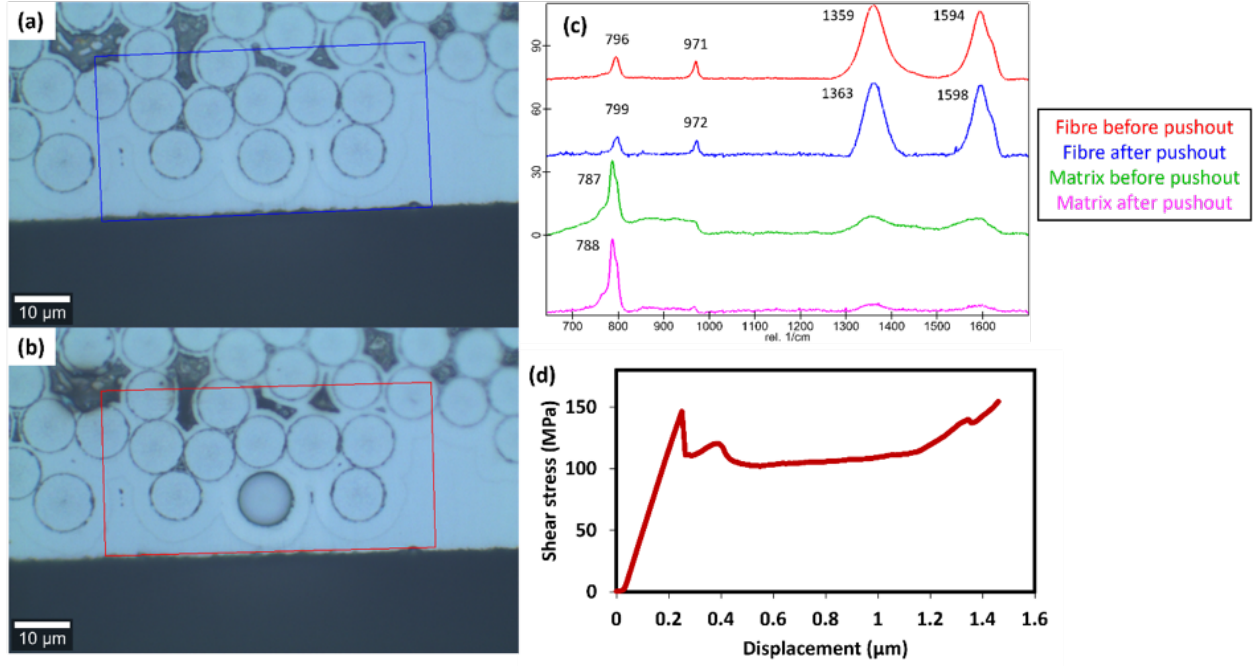 (a)
10 µm
(b)
10 µm
(c)
796
971
1359
1594
799
972
1363
1598
787
788
90
60
30
0
700 800 900 1000 1100 1200 1300 1400 1500 1600
rel. 1/cm
Fibre before pushout
Fibre after pushout
Matrix before pushout
Matrix after pushout
(d)
Shear stress (MPa)
150
100
50
0
0 0.2 0.4 0.6 0.8 1 1.2 1.4 1.6
Displacement (µm)